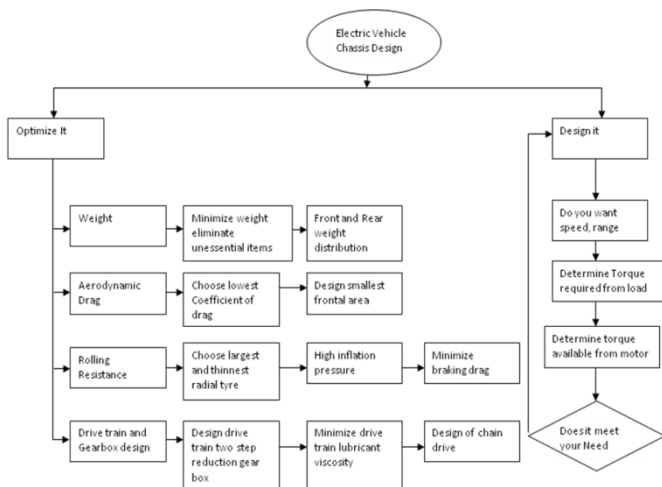 Electric Vehicle
Chassis Design
Optimize It
Design it
Weight
Minimize weight
eliminate
unessential items
Front and Rear
weight
distribution
Do you want
speed, range
Aerodynamic
Drag
Choose lowest
Coefficient of
drag
Design smallest
frontal area
Determine Torque
required from load
Rolling
Resistance
Choose largest
and thinnest
radial tyre
High inflation
pressure
Minimize
braking drag
Determine torque
available from motor
Drive train and
Gearbox design
Design drive
train two step
reduction gear
box
Minimize drive
train lubricant
viscosity
Design of chain
drive
Does it meet
your Need